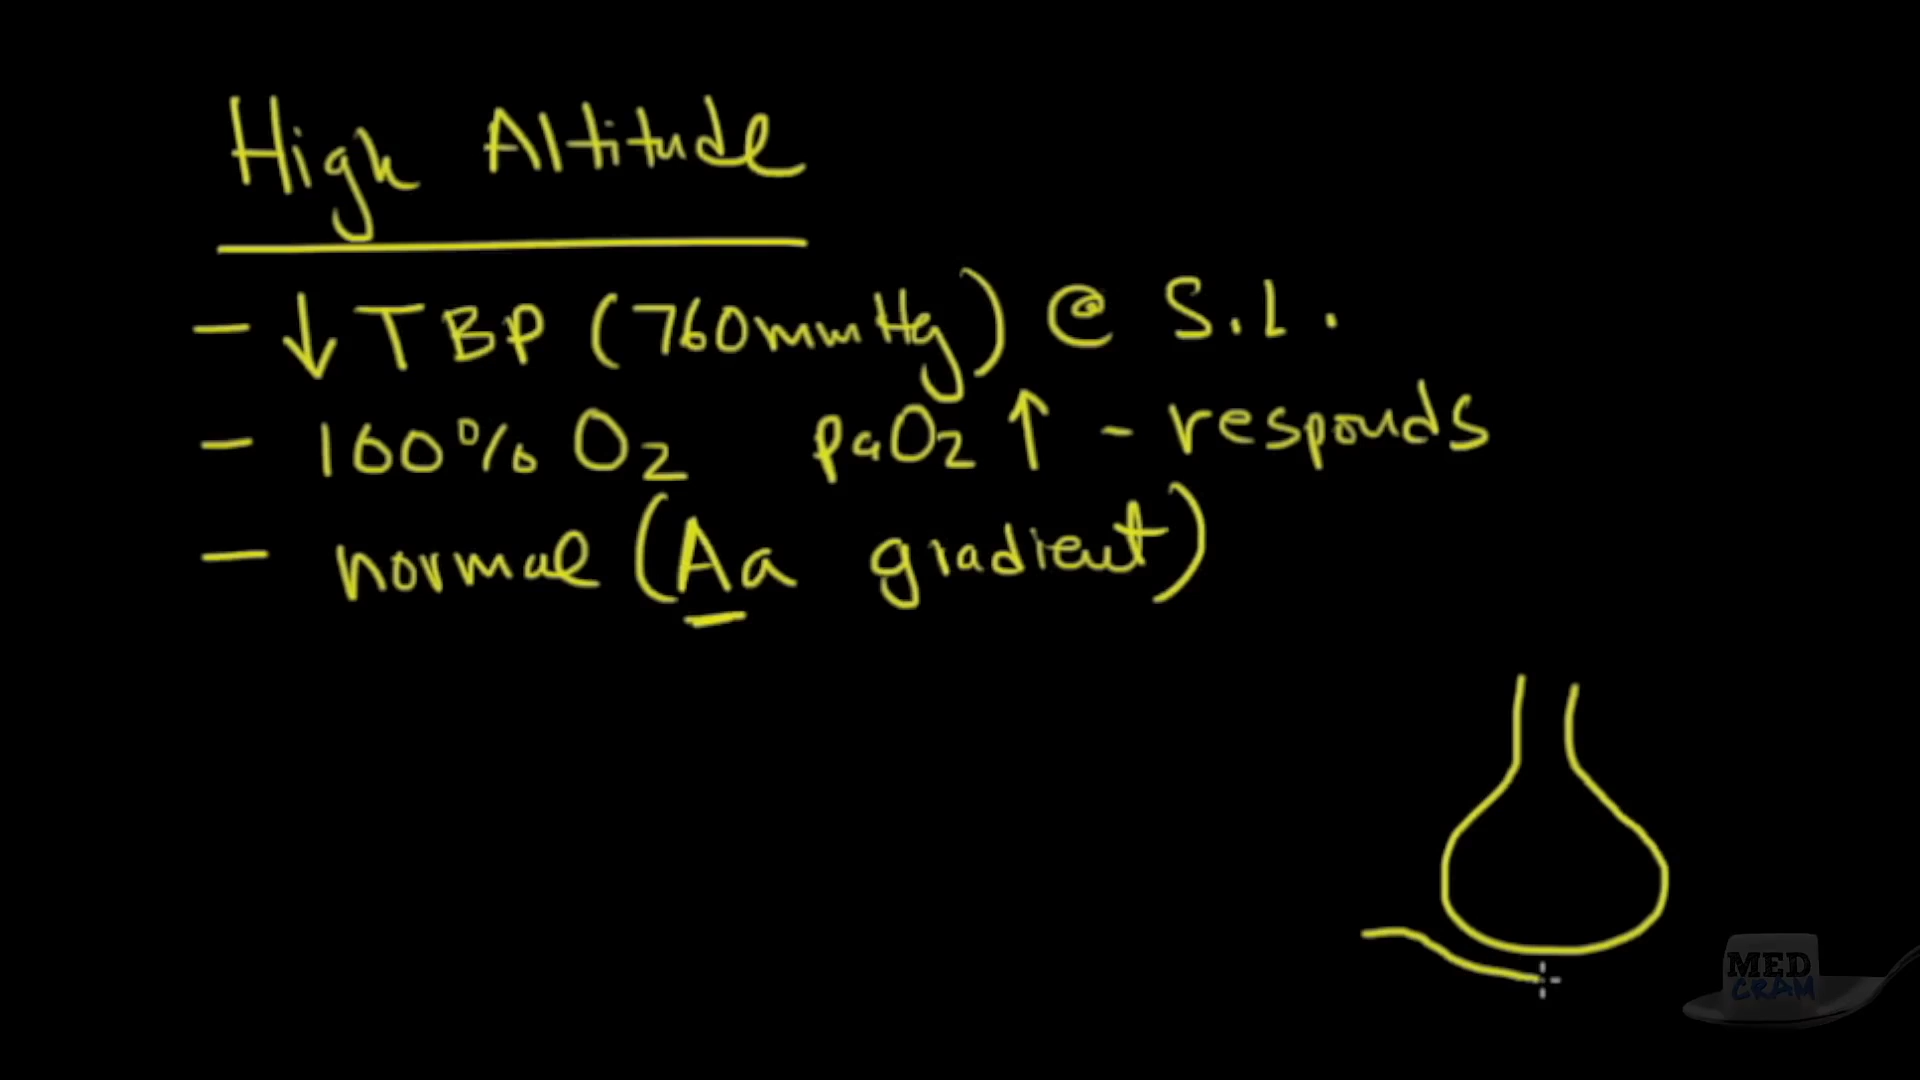 High Altitude
- ↓ TBP (760mmHg) @ S.L.
- 100% O2 paO2 ↑ - responds
- normal (Aa gradient)
MED
CRAM